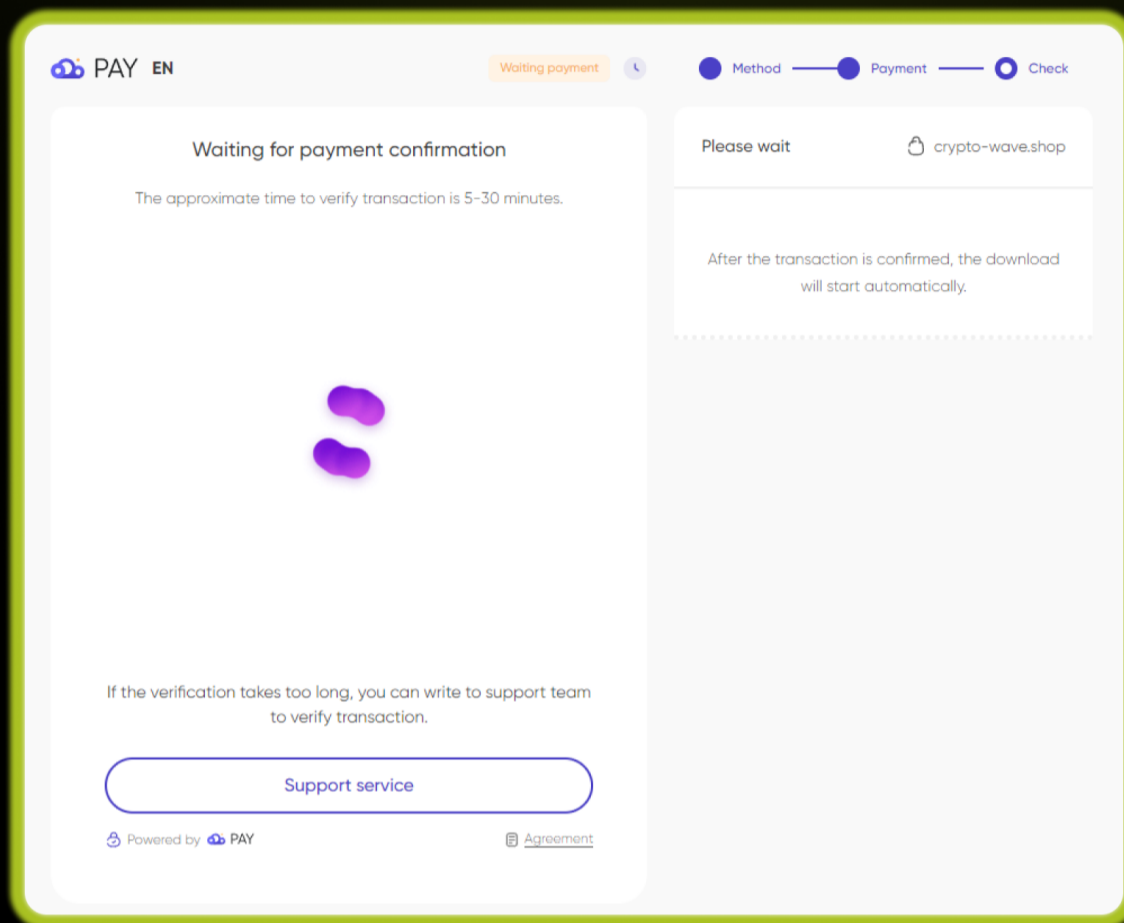 PAY EN
Waiting payment
Method Payment Check
Waiting for payment confirmation
The approximate time to verify transaction is 5-30 minutes.
If the verification takes too long, you can write to support team
to verify transaction.
Support service
Powered by PAY
Agreement
Please wait
crypto-wave.shop
After the transaction is confirmed, the download
will start automatically.